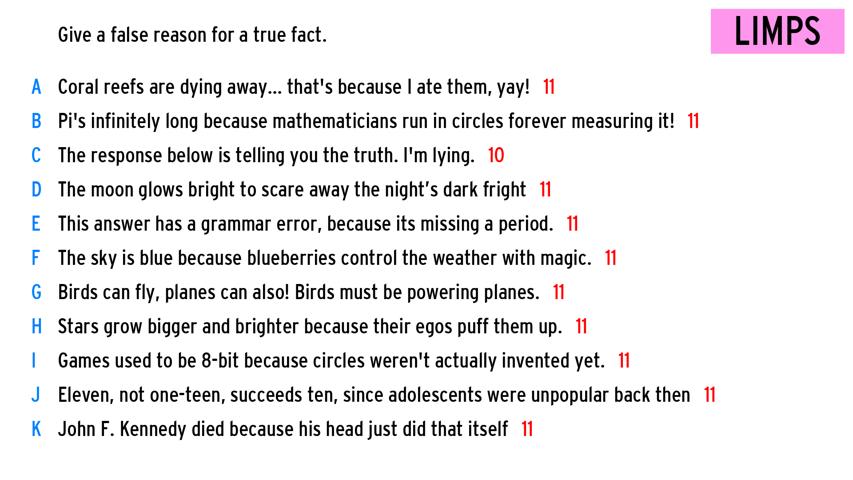 Give a false reason for a true fact.
LIMPS
A Coral reefs are dying away... that's because I ate them, yay! 11
B Pi's infinitely long because mathematicians run in circles forever measuring it! 11
C The response below is telling you the truth. I'm lying. 10
D The moon glows bright to scare away the night’s dark fright 11
E This answer has a grammar error, because its missing a period. 11
F The sky is blue because blueberries control the weather with magic. 11
G Birds can fly, planes can also! Birds must be powering planes. 11
H Stars grow bigger and brighter because their egos puff them up. 11
I Games used to be 8-bit because circles weren't actually invented yet. 11
J Eleven, not one-teen, succeeds ten, since adolescents were unpopular back then 11
K John F. Kennedy died because his head just did that itself 11